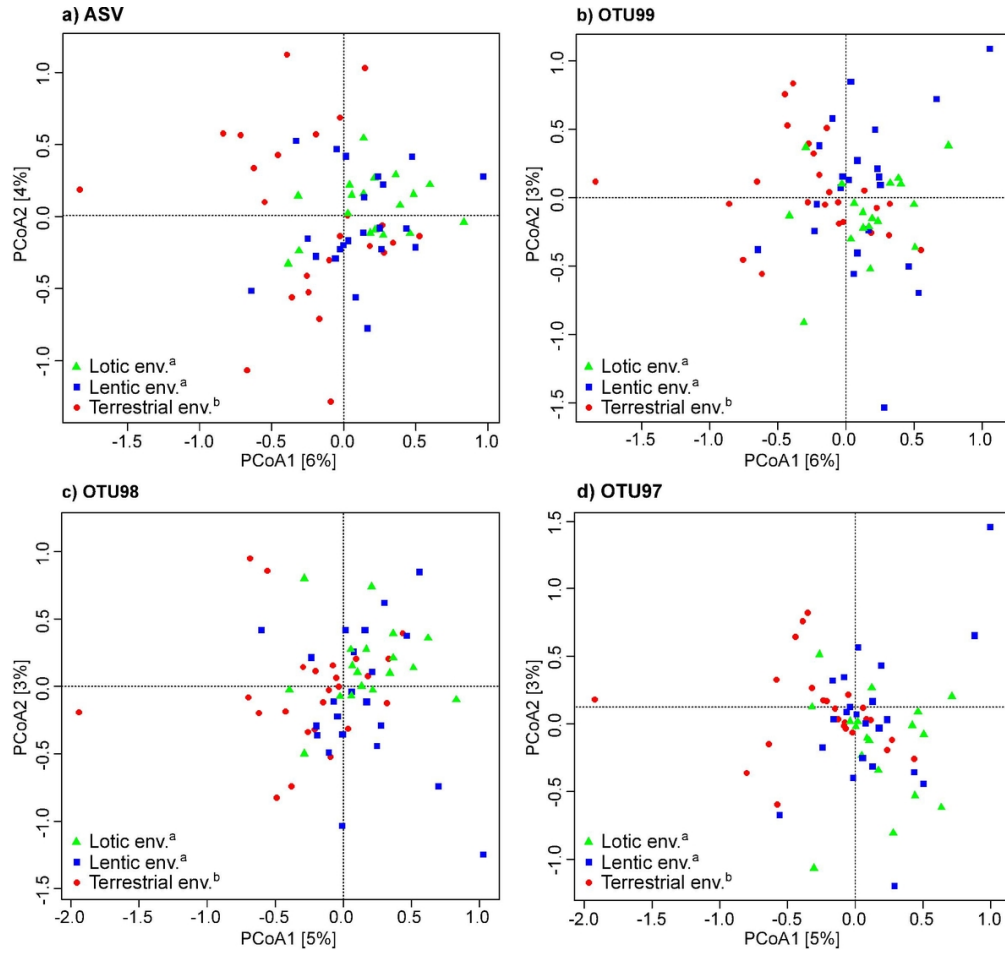 a) ASV
PCoA2 [4%]
1.0
0.5
0.0
-0.5
-1.0
Lotic env.a
Lentic env.a
Terrestrial env.b
-1.5 -1.0 -0.5 0.0 0.5 1.0
PCoA1 [6%]
b) OTU99
PCoA2 [3%]
1.0
0.5
0.0
-0.5
-1.0
-1.5
Lotic env.a
Lentic env.a
Terrestrial env.b
-1.5 -1.0 -0.5 0.0 0.5 1.0
PCoA1 [6%]
c) OTU98
PCoA2 [3%]
1.0
0.5
0.0
-0.5
-1.0
-1.5
Lotic env.a
Lentic env.a
Terrestrial env.b
-2.0 -1.5 -1.0 -0.5 0.0 0.5 1.0
PCoA1 [5%]
d) OTU97
PCoA2 [3%]
1.5
1.0
0.5
0.0
-0.5
-1.0
Lotic env.a
Lentic env.a
Terrestrial env.b
-2.0 -1.5 -1.0 -0.5 0.0 0.5 1.0
PCoA1 [5%]